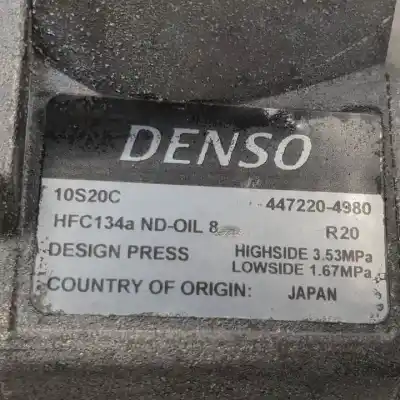 DENSO
10S20C 447220-4980
HFC134a ND-OIL 8 R20
DESIGN PRESS HIGHSIDE 3.53MPa
LOWSIDE 1.67MPa
COUNTRY OF ORIGIN: JAPAN